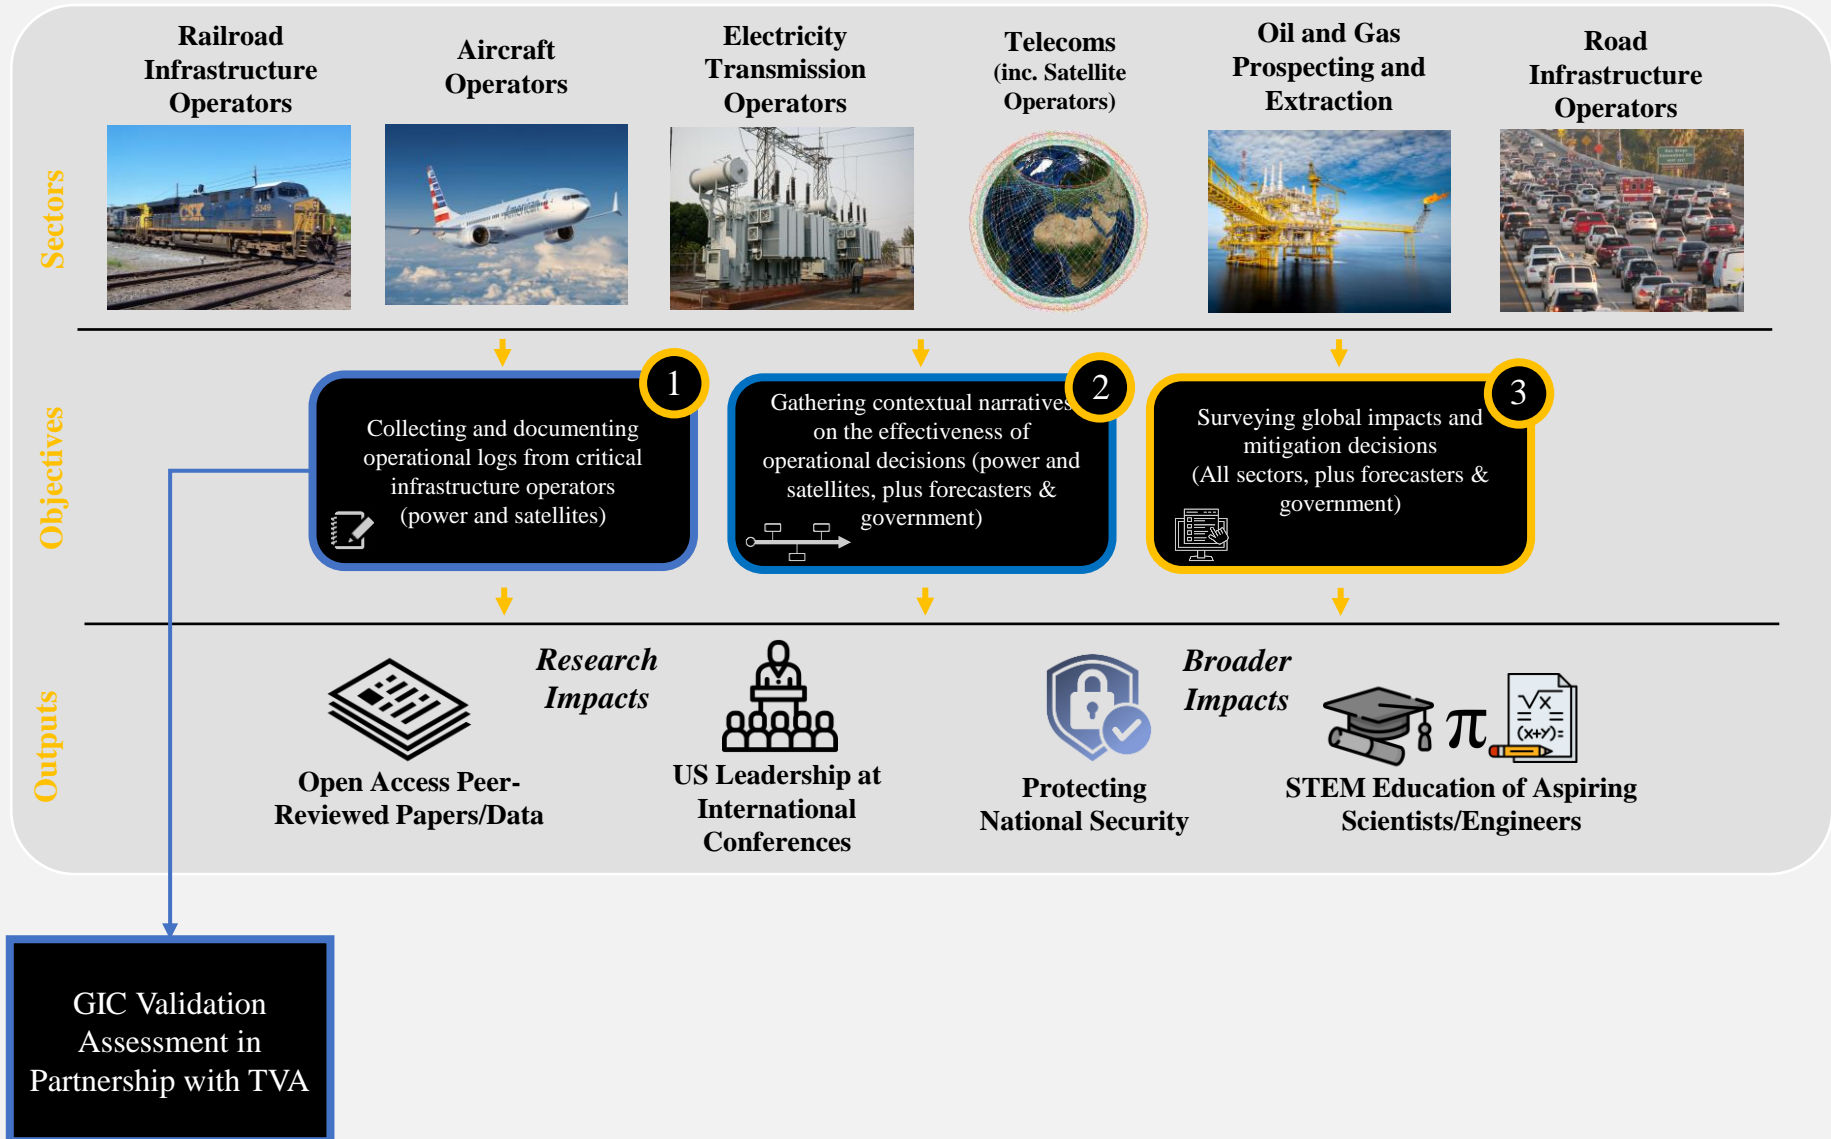 Railroad
Infrastructure
Operators
Aircraft
Operators
Electricity
Transmission
Operators
Telecoms
(inc. Satellite
Operators)
Oil and Gas
Prospecting and
Extraction
Road
Infrastructure
Operators
Sectors
CSX
5349
American
Objectives
1
Collecting and documenting
operational logs from critical
infrastructure operators
(power and satellites)
2
Gathering contextual narratives
on the effectiveness of
operational decisions (power and
satellites, plus forecasters &
government)
3
Surveying global impacts and
mitigation decisions
(All sectors, plus forecasters &
government)
Outputs
Research
Impacts
Broader
Impacts
π
√x
(x+y)=
Open Access Peer-
Reviewed Papers/Data
US Leadership at
International
Conferences
Protecting
National Security
STEM Education of Aspiring
Scientists/Engineers
GIC Validation
Assessment in
Partnership with TVA